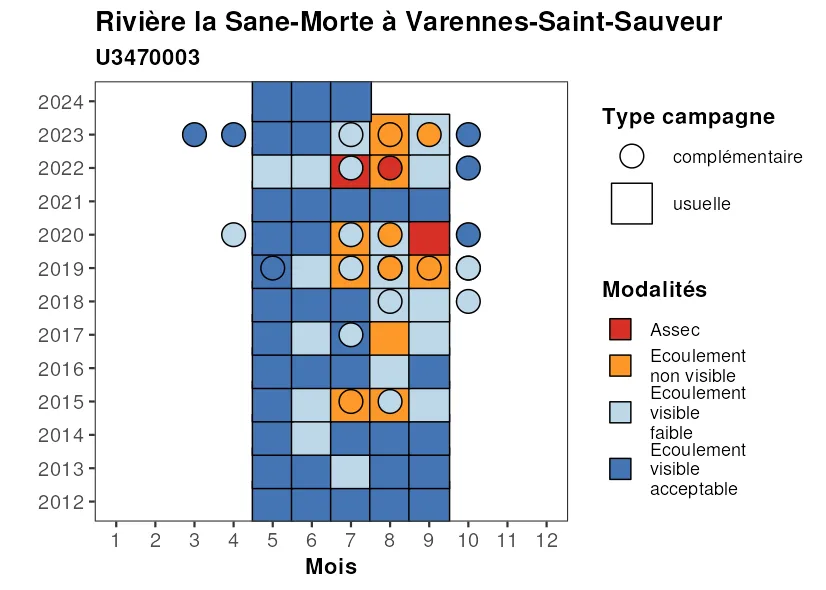 Rivière la Sane-Morte à Varennes-Saint-Sauveur
U3470003
2024
2023
2022
2021
2020
2019
2018
2017
2016
2015
2014
2013
2012
1 2 3 4 5 6 7 8 9 10 11 12
Mois
Type campagne
complémentaire
usuelle
Modalités
Assec
Ecoulement
non visible
Ecoulement
visible
faible
Ecoulement
visible
acceptable